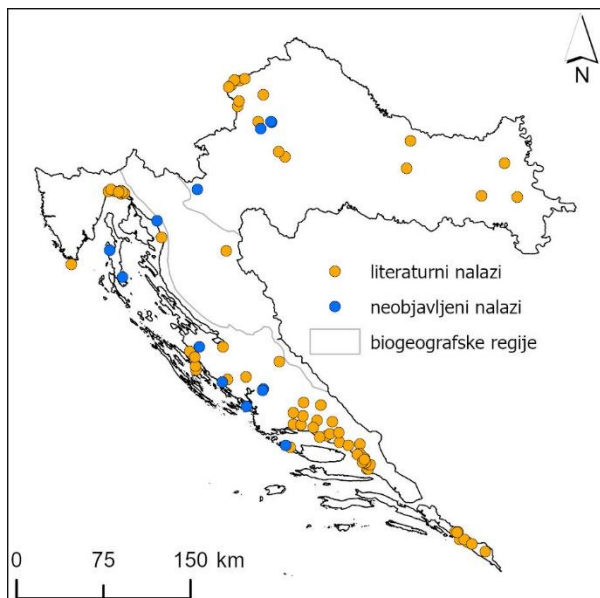 N
literaturni nalazi
neobjavljeni nalazi
biogeografske regije
0 75 150 km